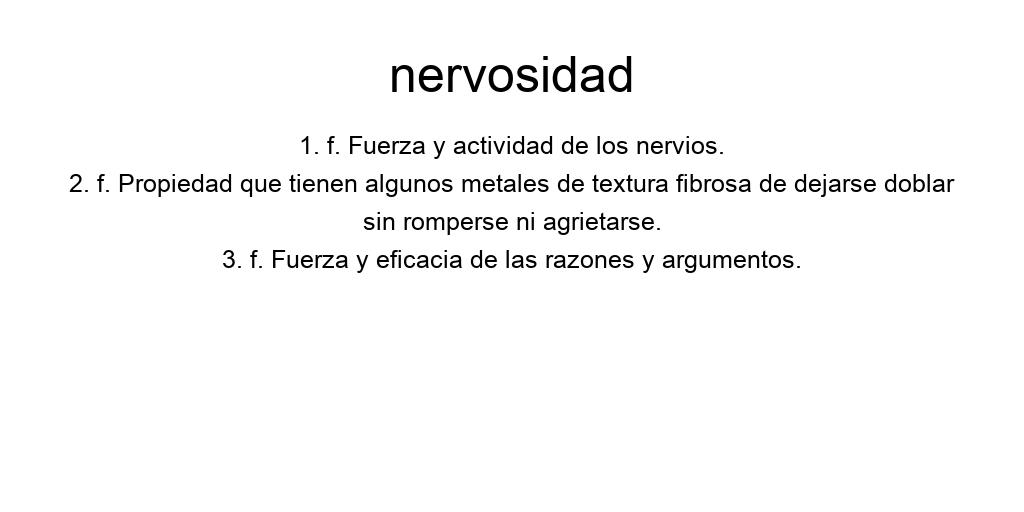 nervosidad
1. f. Fuerza y actividad de los nervios.
2. f. Propiedad que tienen algunos metales de textura fibrosa de dejarse doblar
sin romperse ni agrietarse.
3. f. Fuerza y eficacia de las razones y argumentos.